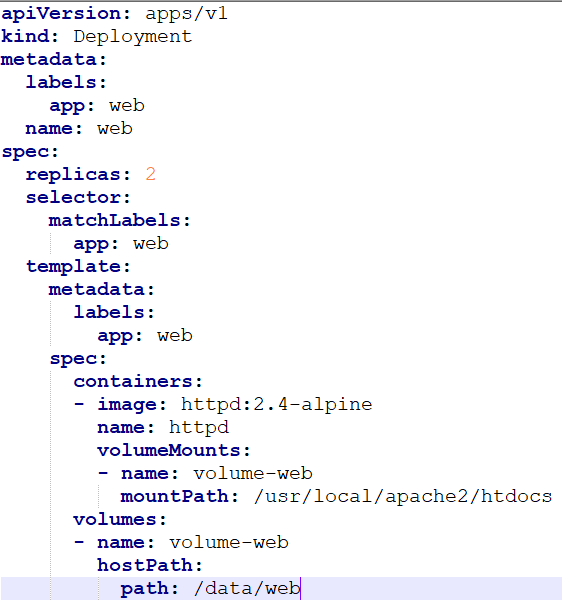 apiVersion: apps/v1
kind: Deployment
metadata:
  labels:
    app: web
  name: web
spec:
  replicas: 2
  selector:
    matchLabels:
      app: web
  template:
    metadata:
      labels:
        app: web
    spec:
      containers:
      - image: httpd:2.4-alpine
        name: httpd
        volumeMounts:
        - name: volume-web
          mountPath: /usr/local/apache2/htdocs
      volumes:
      - name: volume-web
        hostPath:
          path: /data/web